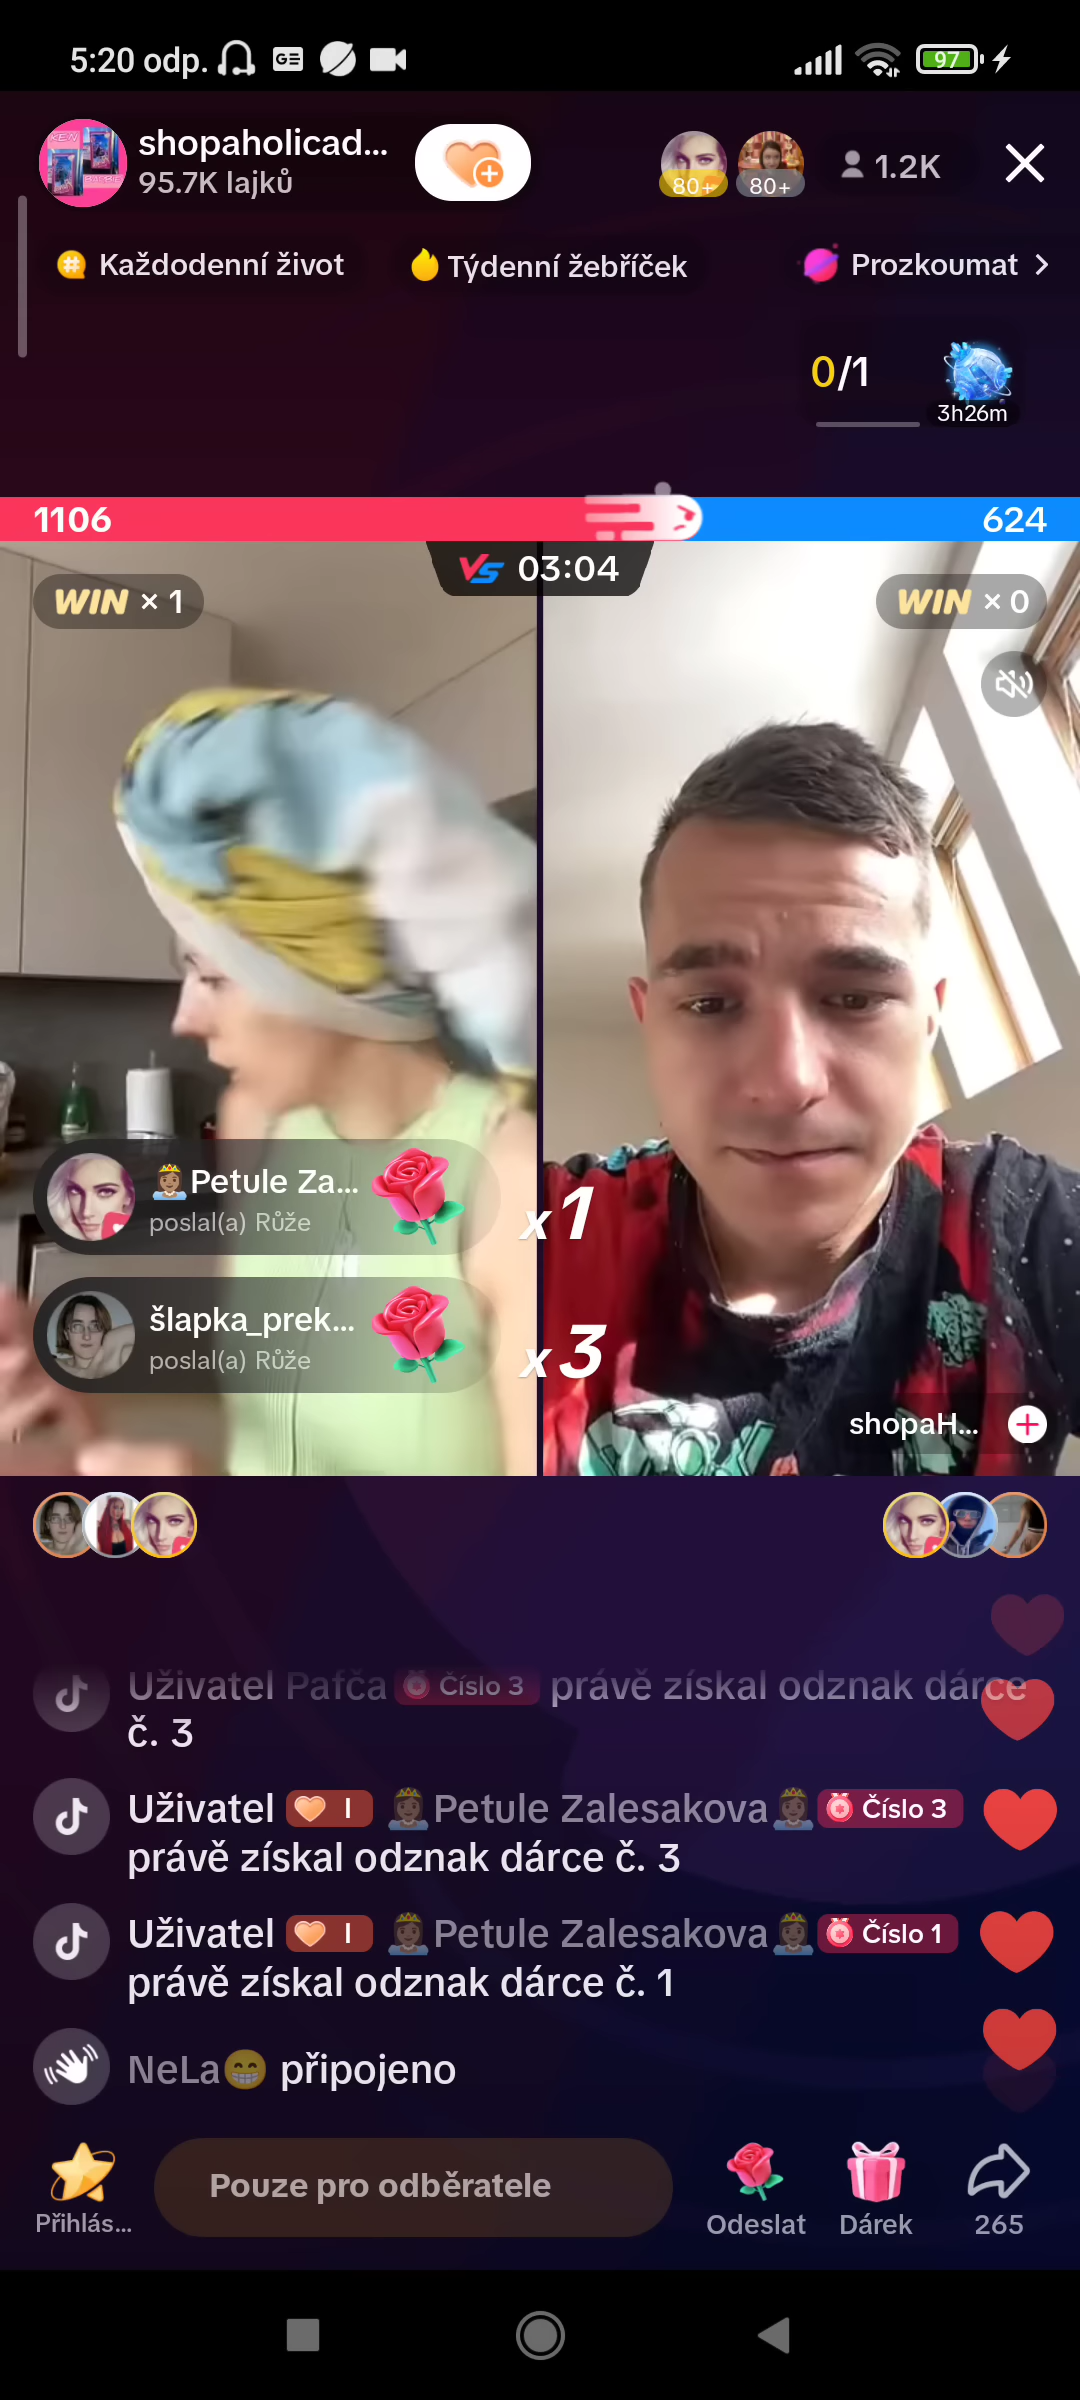 5:20 odp.
97
shopaholicad...
95.7K lajků
80+
80+
1.2K
Každodenní život
Týdenní žebříček
Prozkoumat
0/1
3h26m
1106
624
VS 03:04
WIN × 1
WIN × 0
Petule Za...
poslal(a) Růže
x1
šlapka_prek...
poslal(a) Růže
x3
shopaH...
Uživatel Pafča Číslo 3 právě získal odznak dárce
č. 3
Uživatel I Petule Zalesakova Číslo 3
právě získal odznak dárce č. 3
Uživatel I Petule Zalesakova Číslo 1
právě získal odznak dárce č. 1
NeLa připojeno
Pouze pro odběratele
Přihlás...
Odeslat
Dárek
265